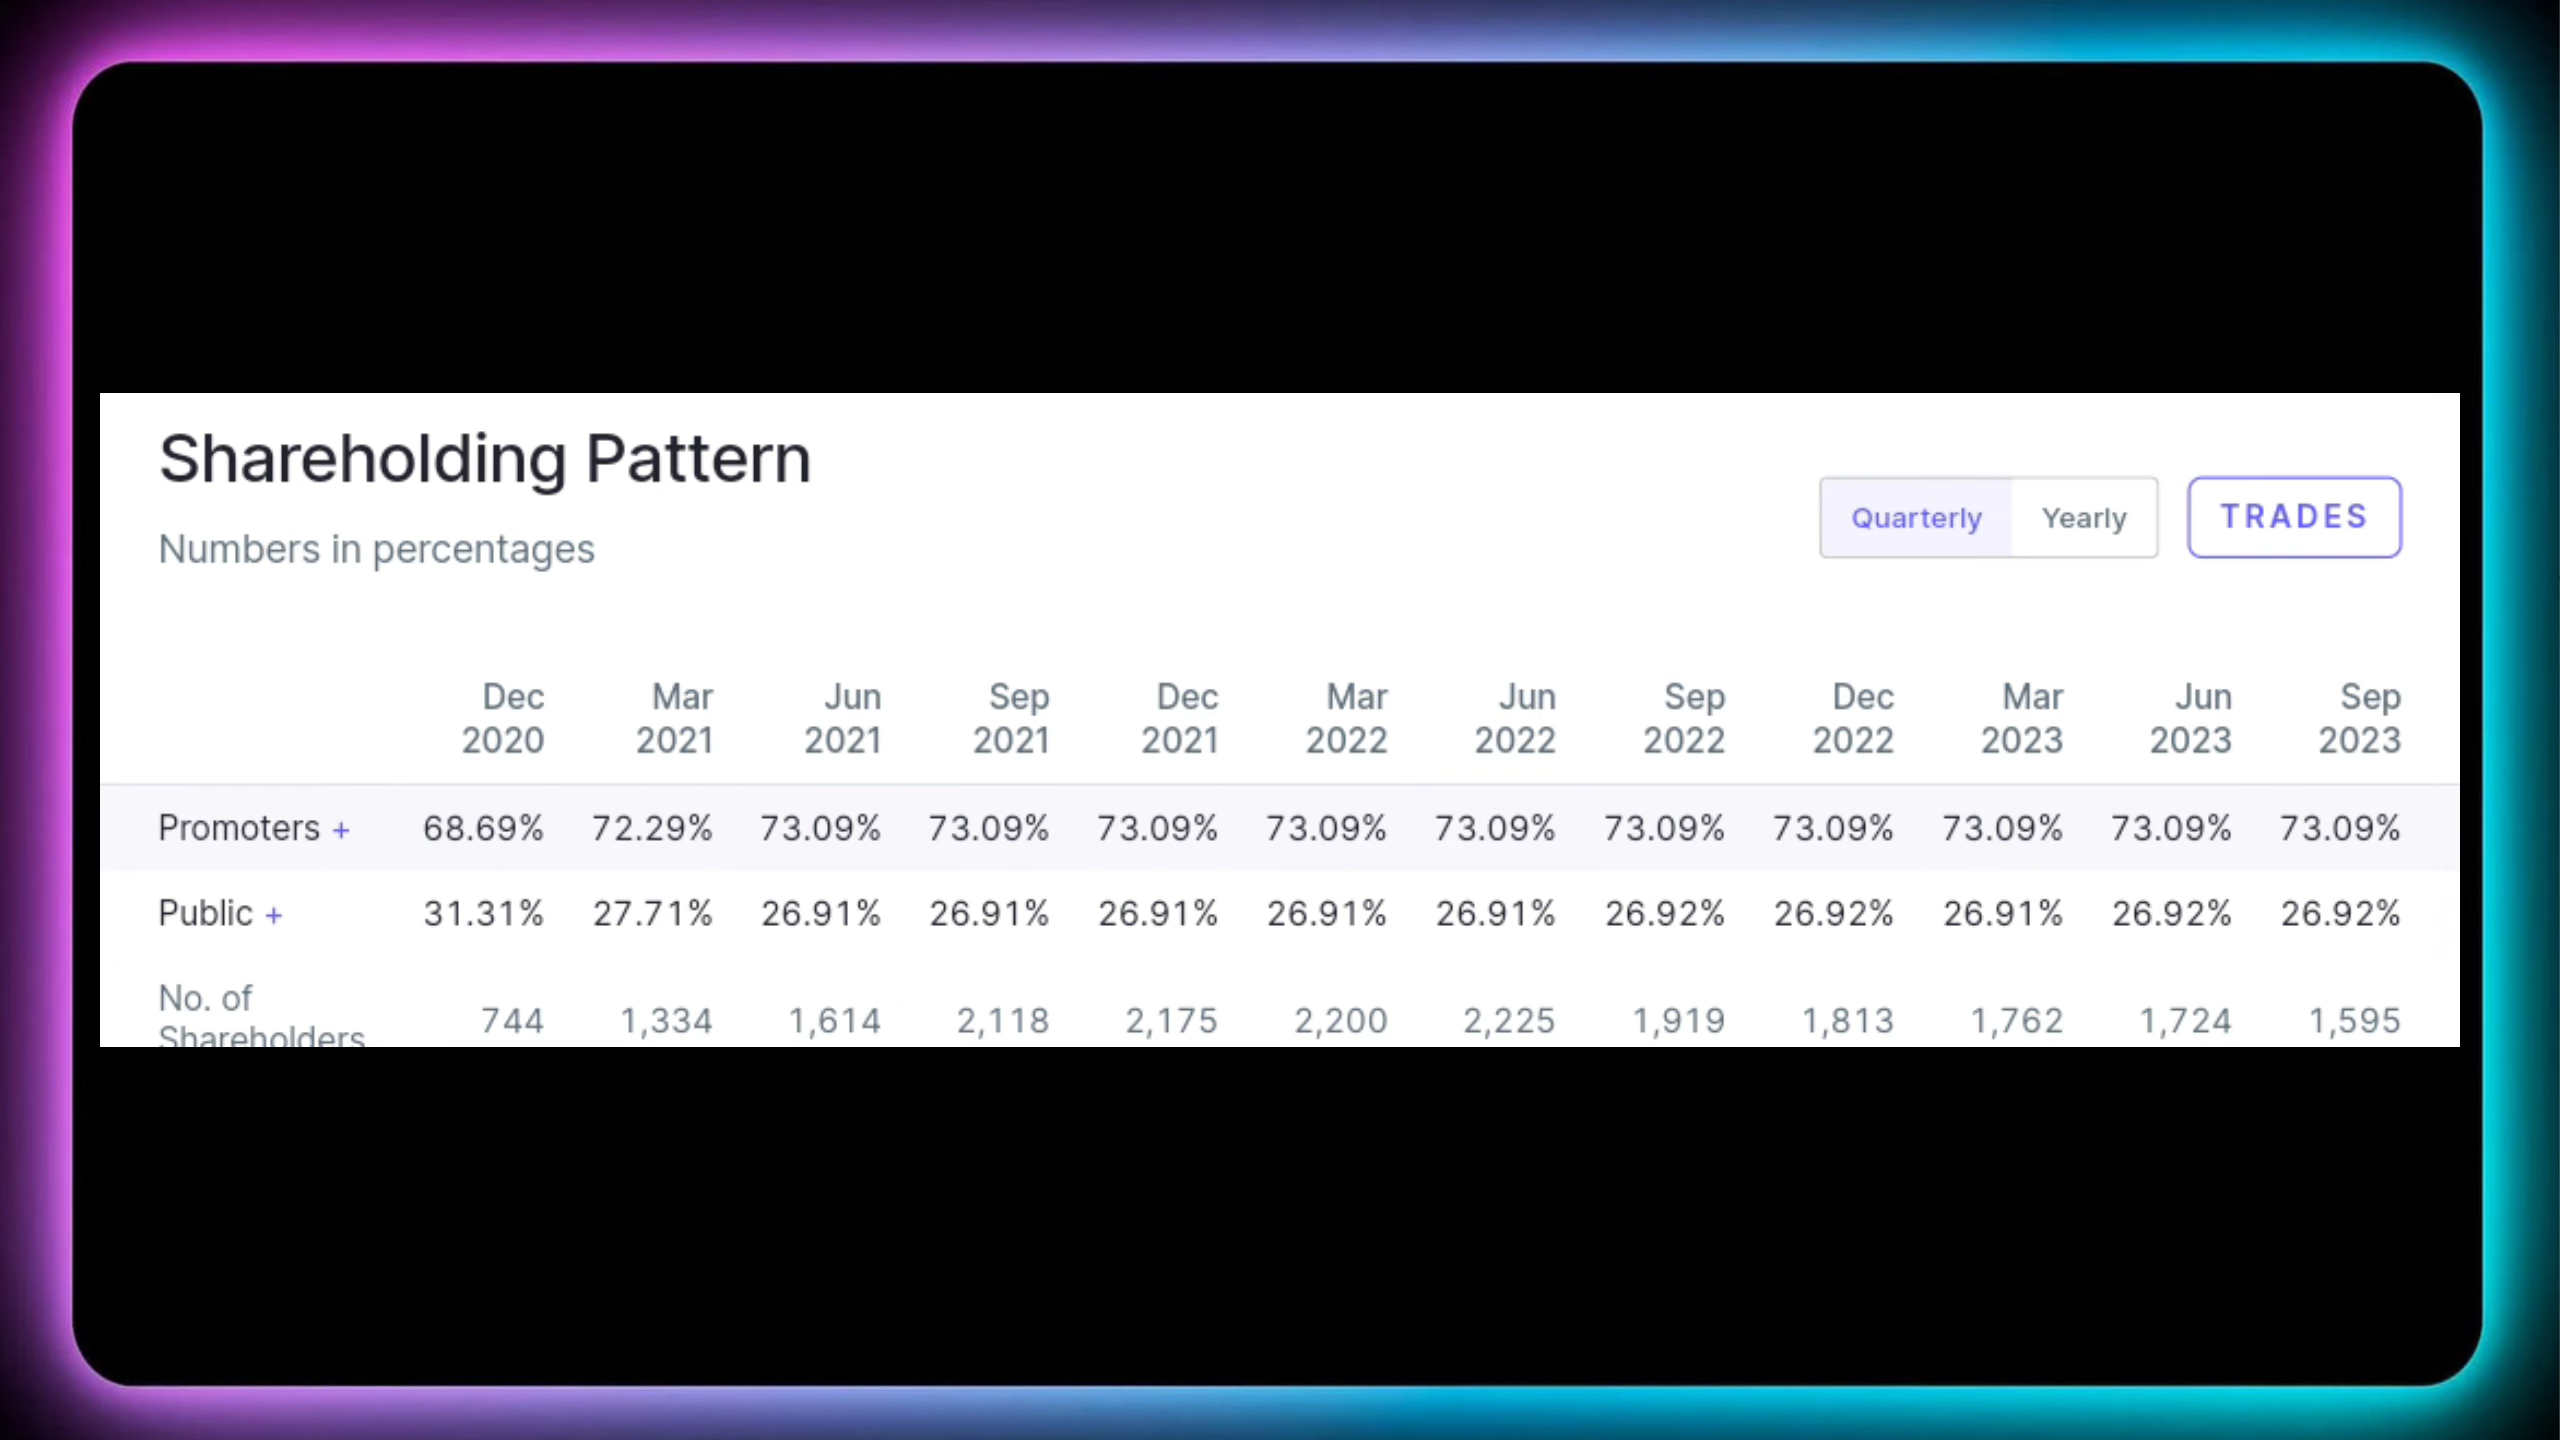 Shareholding Pattern
Numbers in percentages
Quarterly Yearly TRADES
Dec Mar Jun Sep Dec Mar Jun Sep Dec Mar Jun Sep
2020 2021 2021 2021 2021 2022 2022 2022 2022 2023 2023 2023
Promoters + 68.69% 72.29% 73.09% 73.09% 73.09% 73.09% 73.09% 73.09% 73.09% 73.09% 73.09% 73.09%
Public + 31.31% 27.71% 26.91% 26.91% 26.91% 26.91% 26.91% 26.92% 26.92% 26.91% 26.92% 26.92%
No. of
Shareholders 744 1,334 1,614 2,118 2,175 2,200 2,225 1,919 1,813 1,762 1,724 1,595